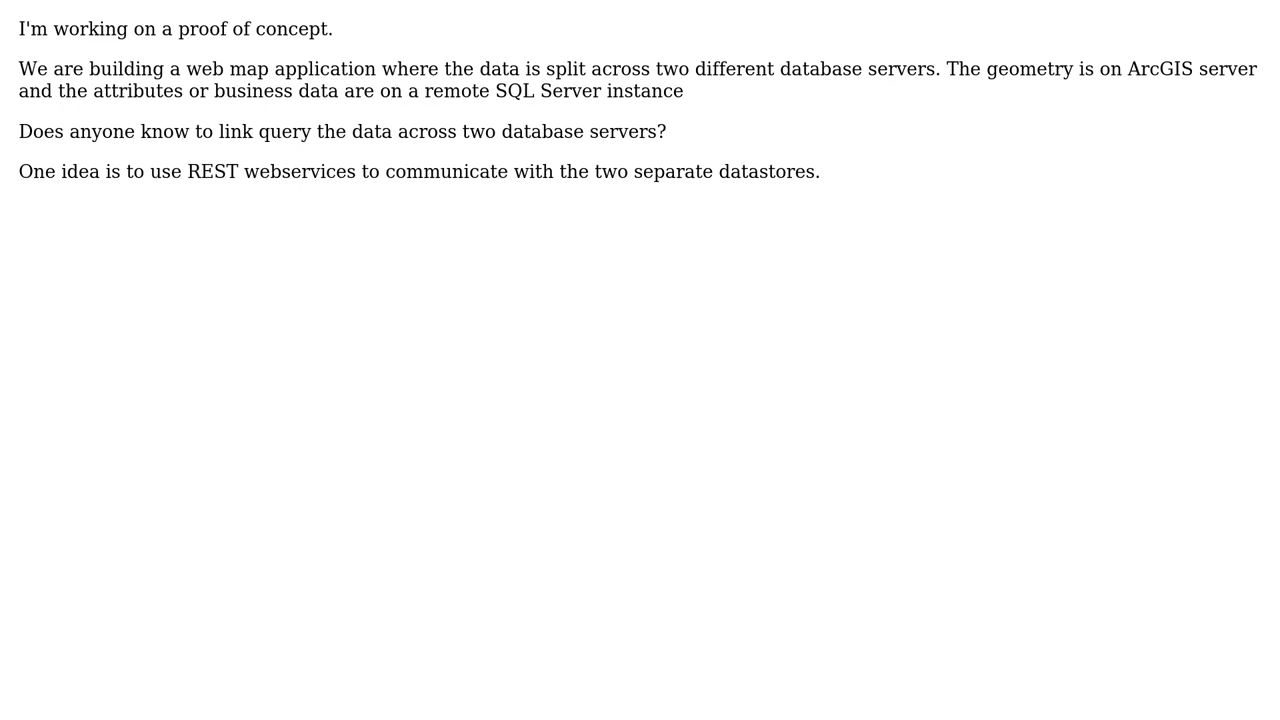 I'm working on a proof of concept.
We are building a web map application where the data is split across two different database servers. The geometry is on ArcGIS server
and the attributes or business data are on a remote SQL Server instance
Does anyone know to link query the data across two database servers?
One idea is to use REST webservices to communicate with the two separate datastores.